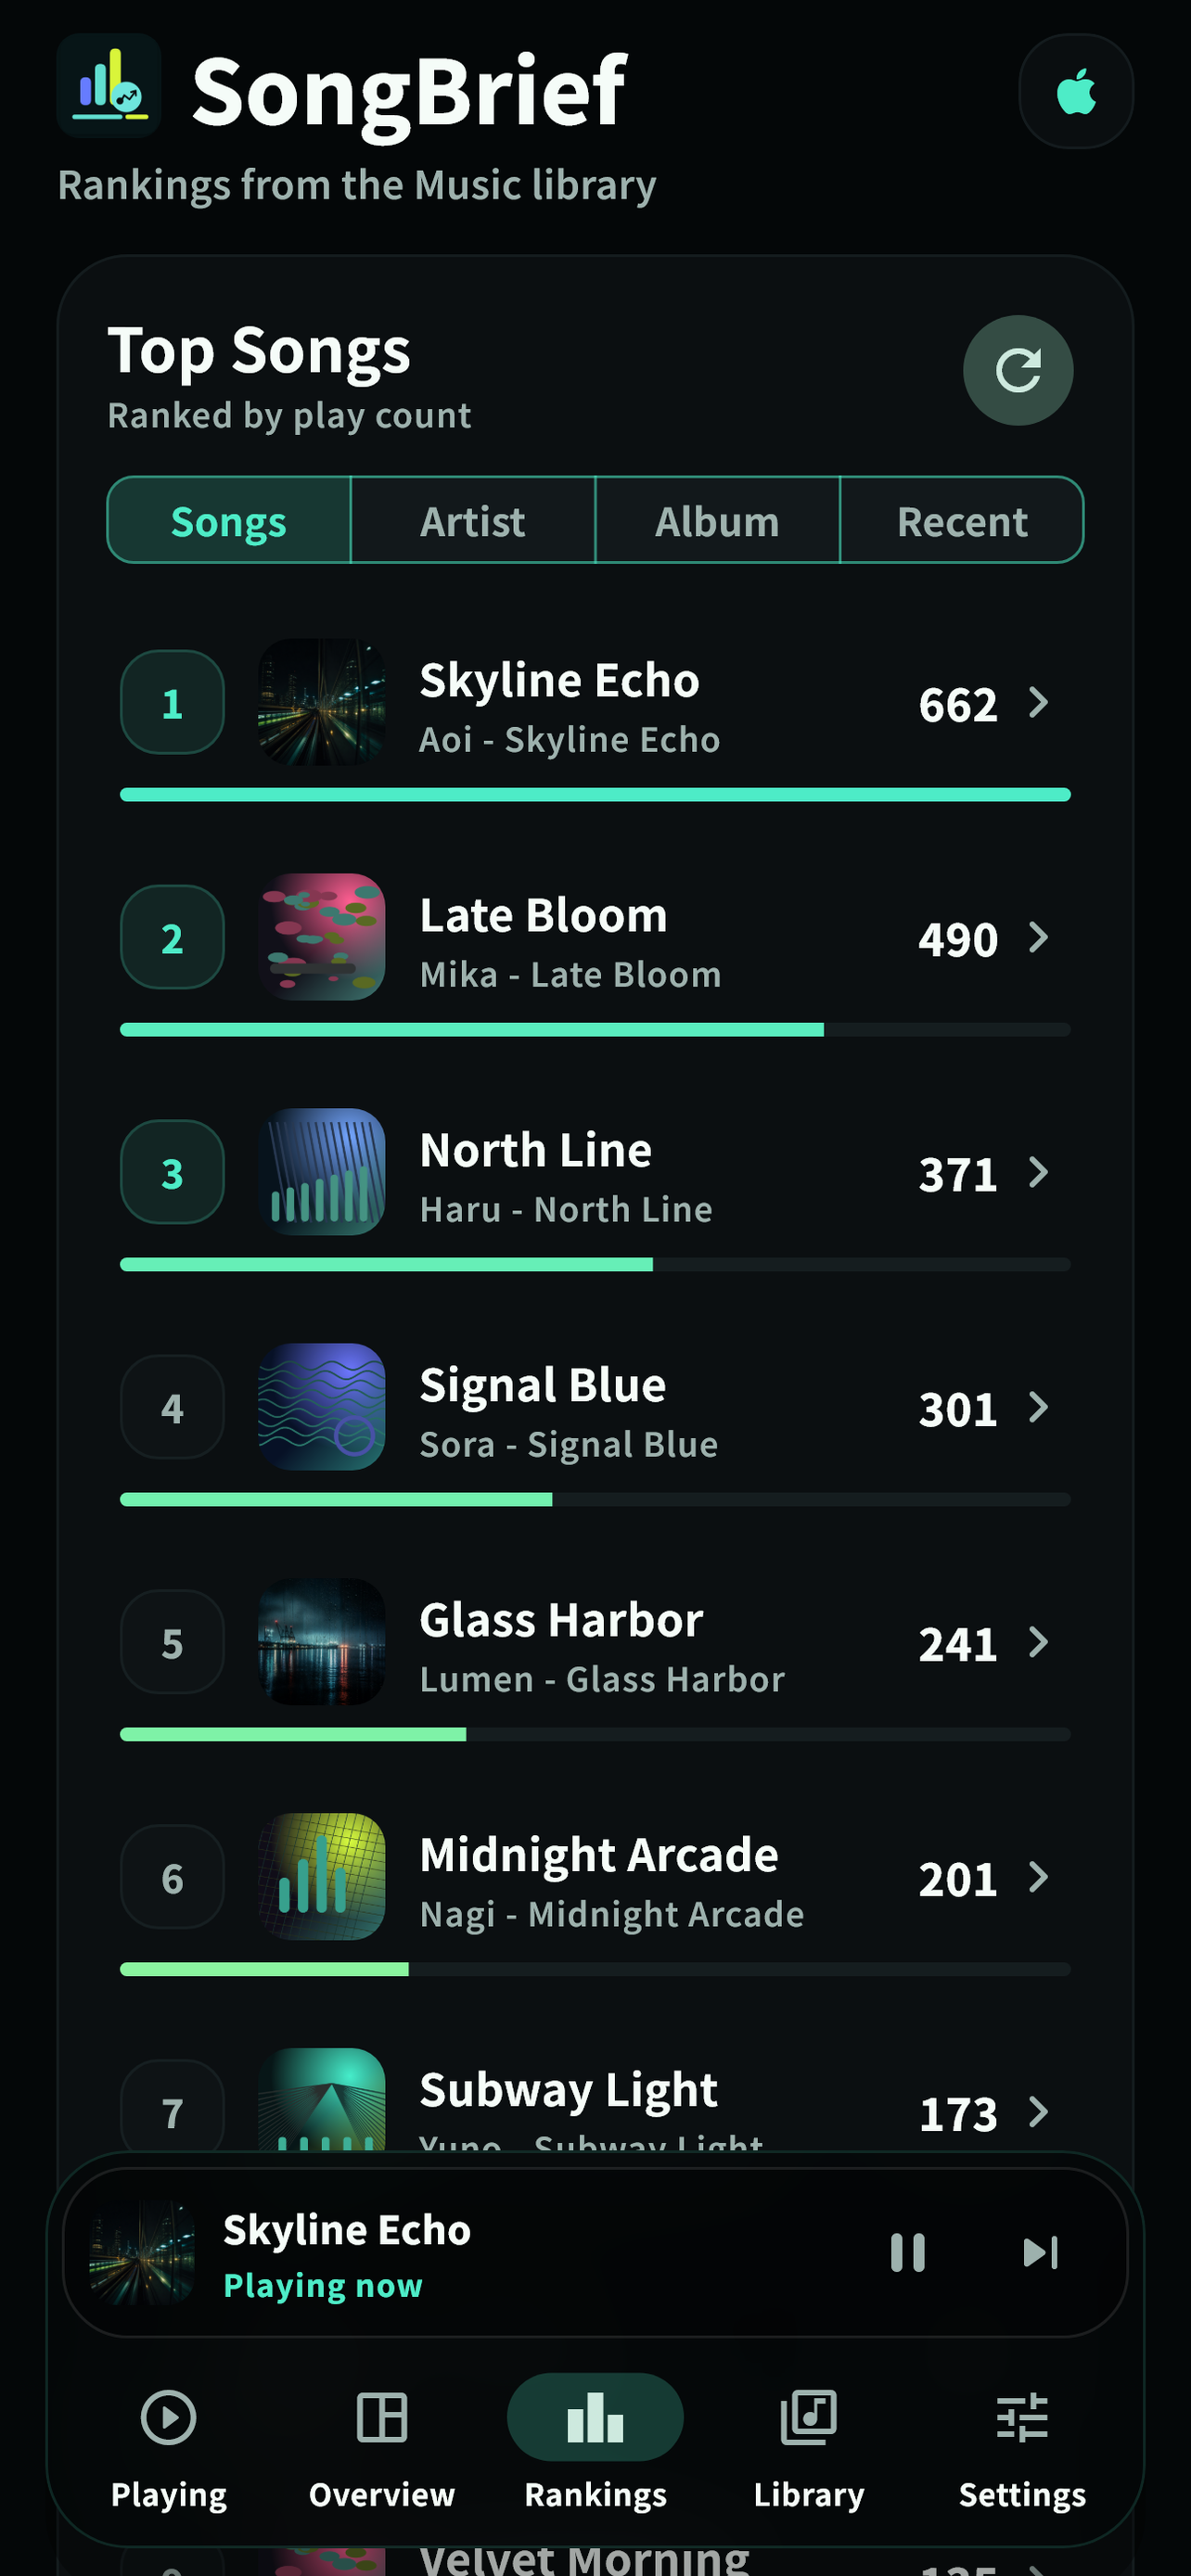 SongBrief
Rankings from the Music library
Top Songs
Ranked by play count
Songs Artist Album Recent
1 Skyline Echo 662
Aoi - Skyline Echo
2 Late Bloom 490
Mika - Late Bloom
3 North Line 371
Haru - North Line
4 Signal Blue 301
Sora - Signal Blue
5 Glass Harbor 241
Lumen - Glass Harbor
6 Midnight Arcade 201
Nagi - Midnight Arcade
7 Subway Light 173
Yuno - Subway Light
Skyline Echo
Playing now
Playing Overview Rankings Library Settings
Velvet Morning